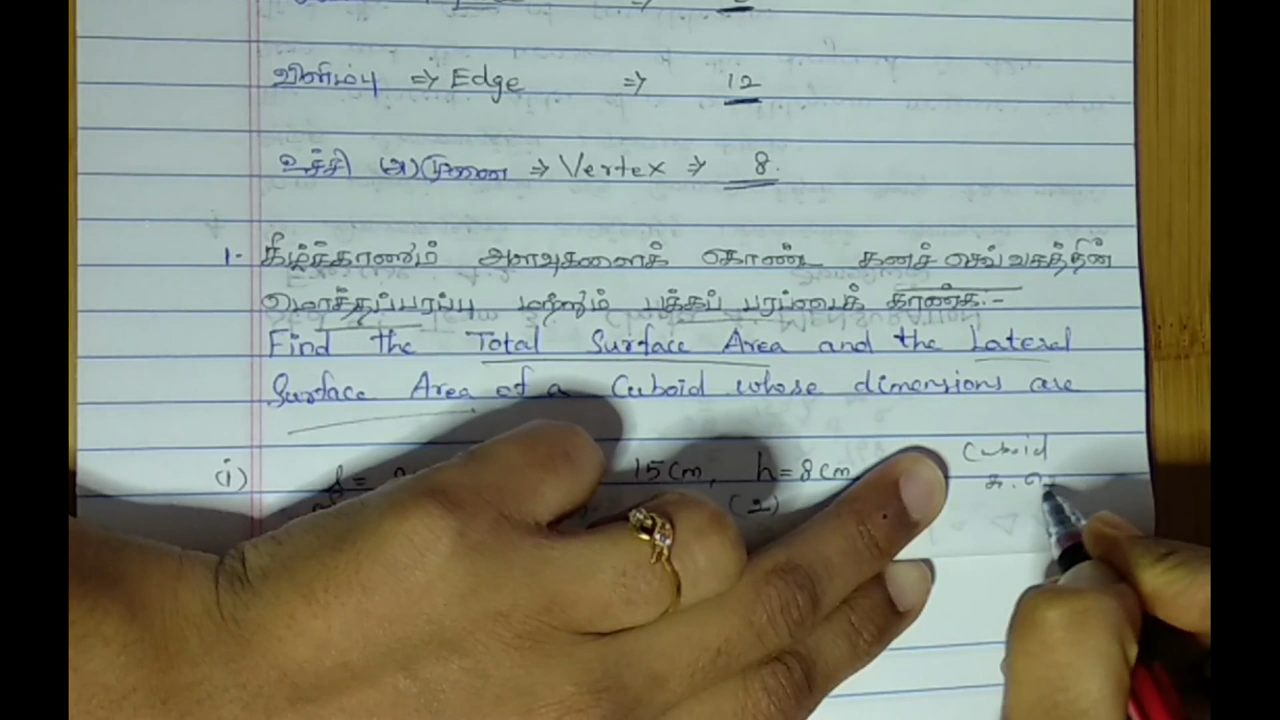 விளிம்பு => Edge => 12
உச்சி (அ) முனை => Vertex => 8.
1. கீழ்க்காணும் அளவுகளைக் கொண்ட கனச் செவ்வகத்தின்
மொத்தப்பரப்பு மற்றும் பக்கப் பரப்பைக் காண்க:-
Find the Total Surface Area and the Lateral
Surface Area of a Cuboid whose dimensions are
Cuboid
(i) l = 15cm, h = 8cm
(உ)